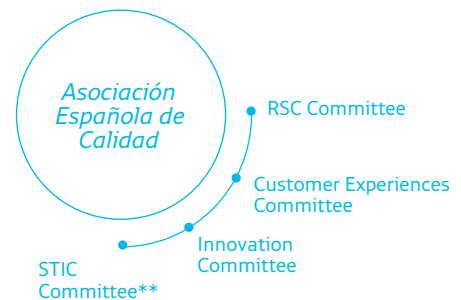 Asociación
Española de
Calidad
RSC Committee
Customer Experiences
Committee
Innovation
Committee
STIC
Committee**